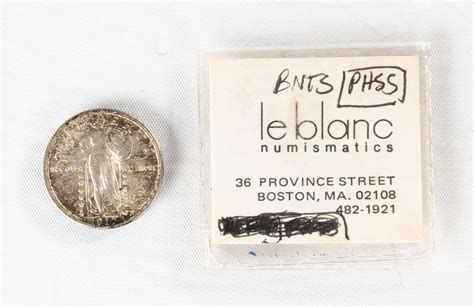 BNTS PHSS
le blanc
numismatics
36 PROVINCE STREET
BOSTON, MA. 02108
482-1921